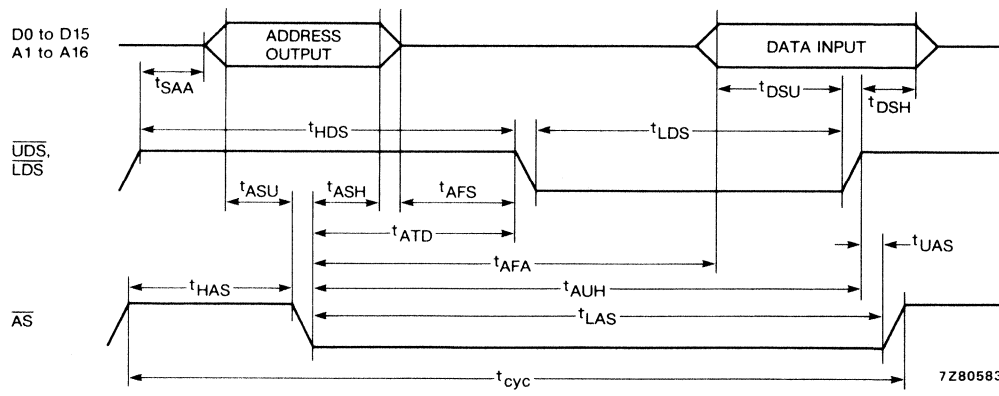 D0 to D15
A1 to A16
ADDRESS
OUTPUT
DATA INPUT
tSAA
tDSU
tDSH
tHDS
tLDS
UDS,
LDS
tASU
tASH
tAFS
tATD
tUAS
tAFA
tHAS
tAUH
AS
tLAS
tcyc
7Z80583